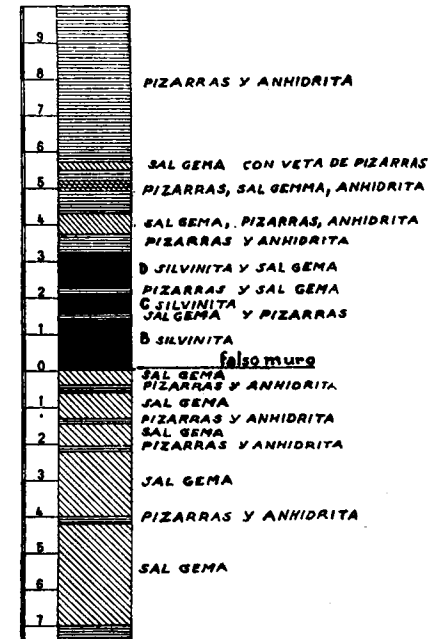 9
8
PIZARRAS Y ANHIDRITA
7
6
SAL GEMA CON VETA DE PIZARRAS
5
PIZARRAS, SAL GEMMA, ANHIDRITA
4
SAL GEMA, PIZARRAS, ANHIDRITA
PIZARRAS Y ANHIDRITA
3
D SILVINITA Y SAL GEMA
PIZARRAS Y SAL GEMA
2
C SILVINITA
SAL GEMA Y PIZARRAS
1
B SILVINITA
falso muro
0
SAL GEMA
PIZARRAS Y ANHIDRITA
1
SAL GEMA
PIZARRAS Y ANHIDRITA
SAL GEMA
2
PIZARRAS Y ANHIDRITA
3
SAL GEMA
4
PIZARRAS Y ANHIDRITA
5
SAL GEMA
6
7